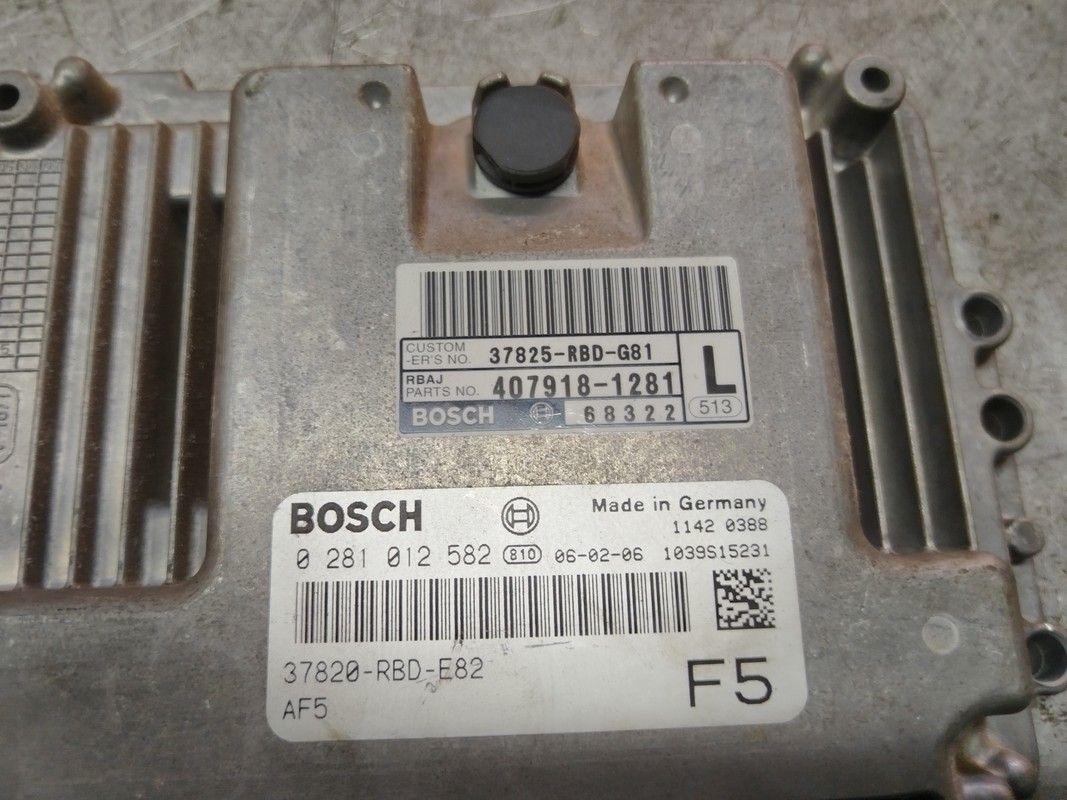 CUSTOM
-ER'S NO. 37825-RBD-G81
L
RBAJ
PARTS NO. 407918-1281
BOSCH 68322 513
BOSCH Made in Germany
1142 0388
0 281 012 582 810 06-02-06 1039S15231
37820-RBD-E82
AF5
F5